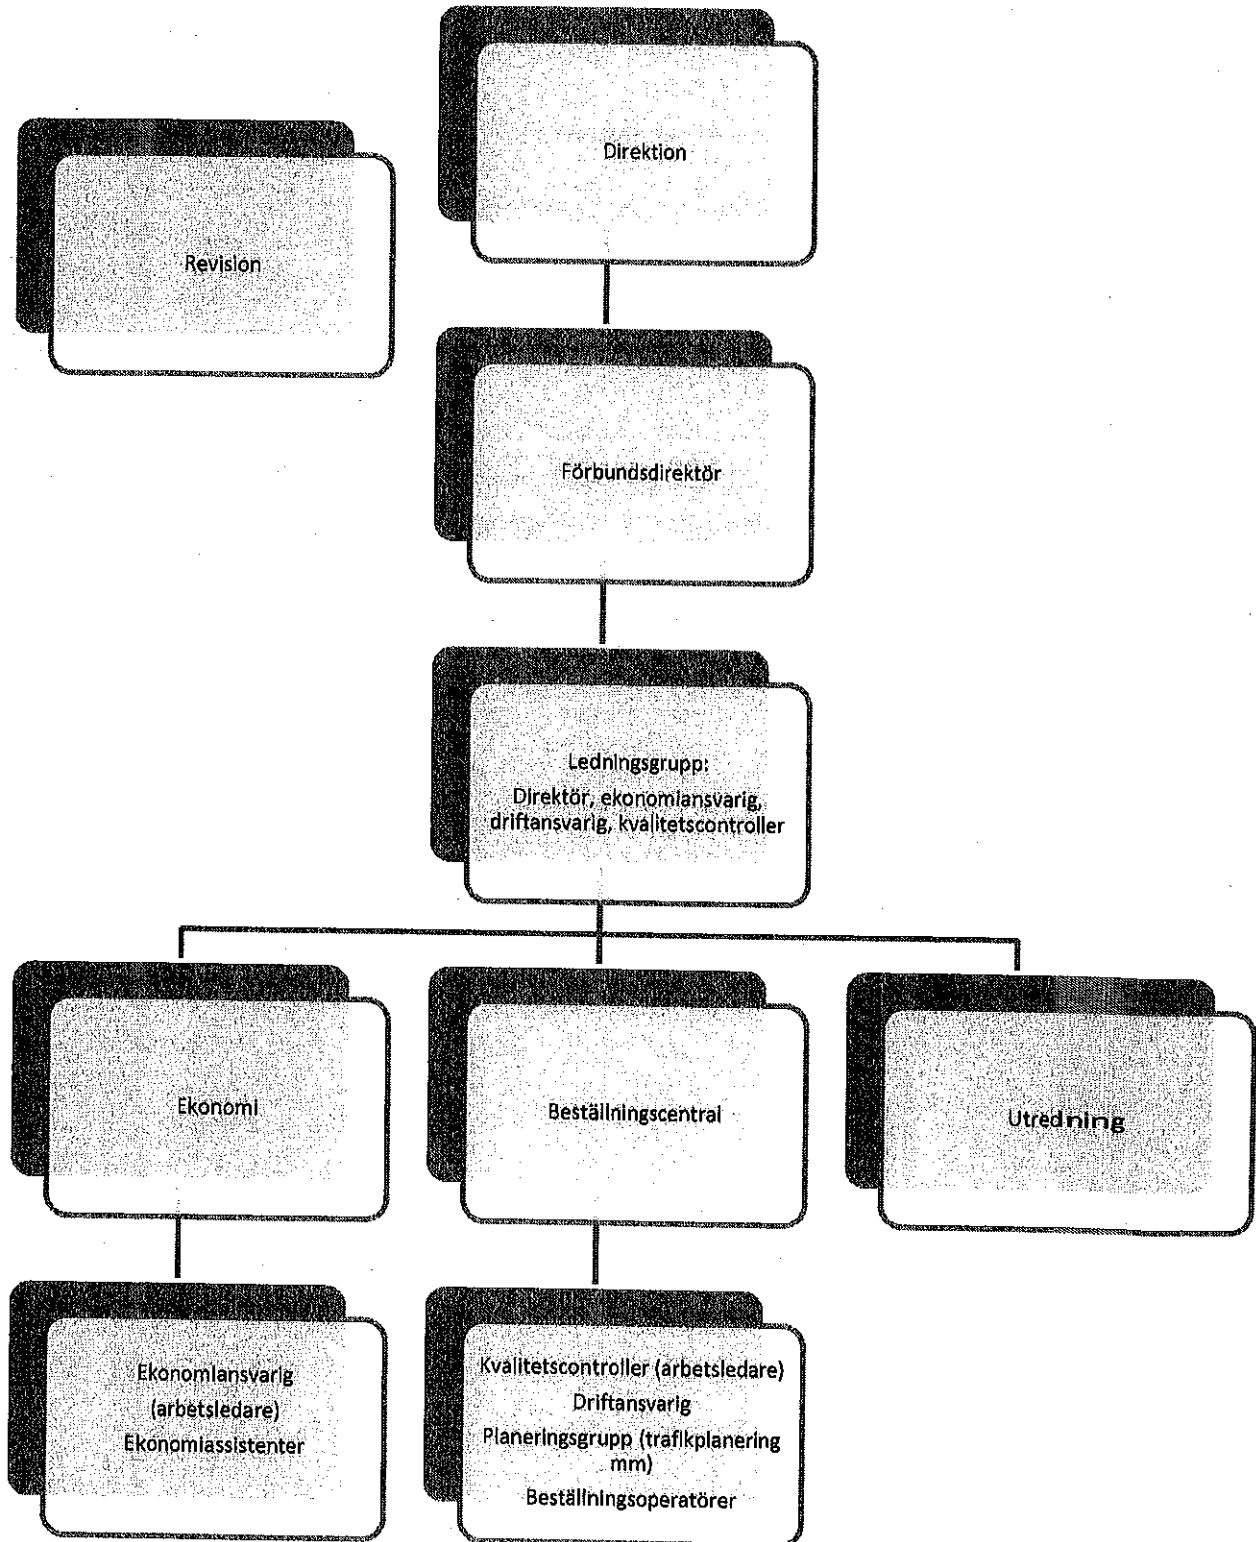 Direktion
Revision
Förbundsdirektör
Ledningsgrupp:
Direktör, ekonomiansvarig,
driftansvarig, kvalitetscontroller
Ekonomi
Beställningscentral
Utredning
Ekonomiansvarig
(arbetsledare)
Ekonomiassistenter
Kvalitetscontroller (arbetsledare)
Driftansvarig
Planeringsgrupp (trafikplanering
mm)
Beställningsoperatörer